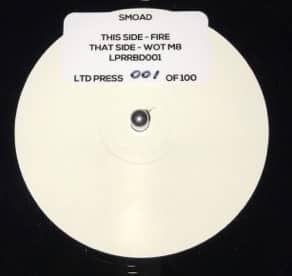 SMOAD
THIS SIDE - FIRE
THAT SIDE - WOT M8
LPRRBD001
LTD PRESS 001 OF 100